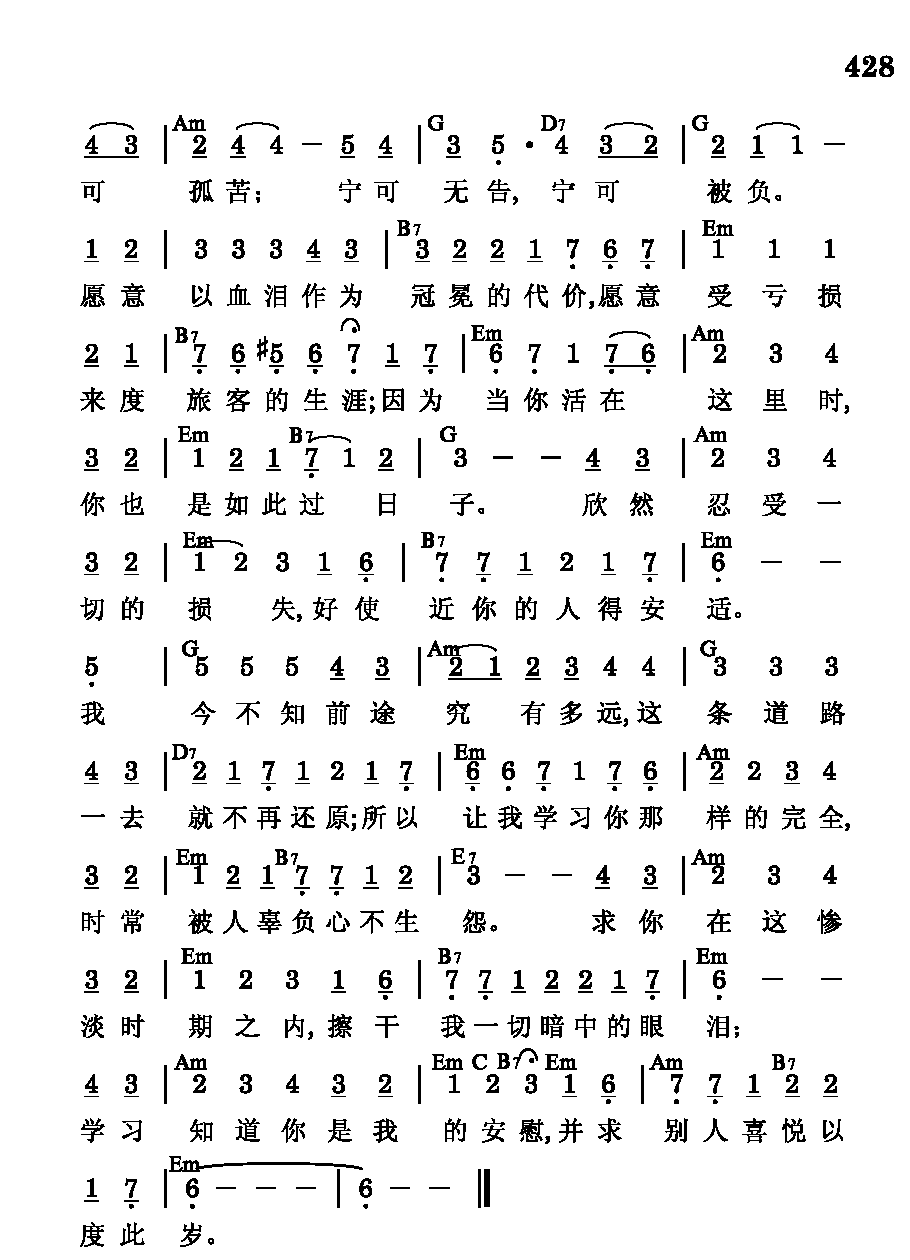 428
Am G D7 G
4 3 | 2 4 4 – 5 4 | 3 5 · 4 3 2 | 2 1 1 –
可 孤苦; 宁可 无告, 宁可 被负。
B7 Em
1 2 | 3 3 3 4 3 | 3 2 2 1 7 6 7 | 1 1 1
愿意 以血泪作为 冠冕的代价,愿意 受亏损
B7 Em Am
2 1 | 7 6 #5 6 7 1 7 | 6 7 1 7 6 | 2 3 4
来度 旅客的生涯;因为 当你活在 这里时,
Em B7 G Am
3 2 | 1 2 1 7 1 2 | 3 – – 4 3 | 2 3 4
你也 是如此过日 子。 欣然 忍受一
Em B7 Em
3 2 | 1 2 3 1 6 | 7 7 1 2 1 7 | 6 – –
切的 损失,好使 近你的人得安 适。
G Am G
5 | 5 5 5 4 3 | 2 1 2 3 4 4 | 3 3 3
我 今不知前途 究有多远,这 条道路
D7 Em Am
4 3 | 2 1 7 1 2 1 7 | 6 6 7 1 7 6 | 2 2 3 4
一去 就不再还原;所以 让我学习你那 样的完全,
Em B7 E7 Am
3 2 | 1 2 1 7 7 1 2 | 3 – – 4 3 | 2 3 4
时常 被人辜负心不生 怨。 求你 在这惨
Em B7 Em
3 2 | 1 2 3 1 6 | 7 7 1 2 2 1 7 | 6 – –
淡时 期之内,擦干 我一切暗中的眼 泪;
Am Em C B7 Em Am B7
4 3 | 2 3 4 3 2 | 1 2 3 1 6 | 7 7 1 2 2
学习 知道你是我 的安慰,并求 别人喜悦以
Em
1 7 | 6 – – – | 6 – – ‖
度此 岁。